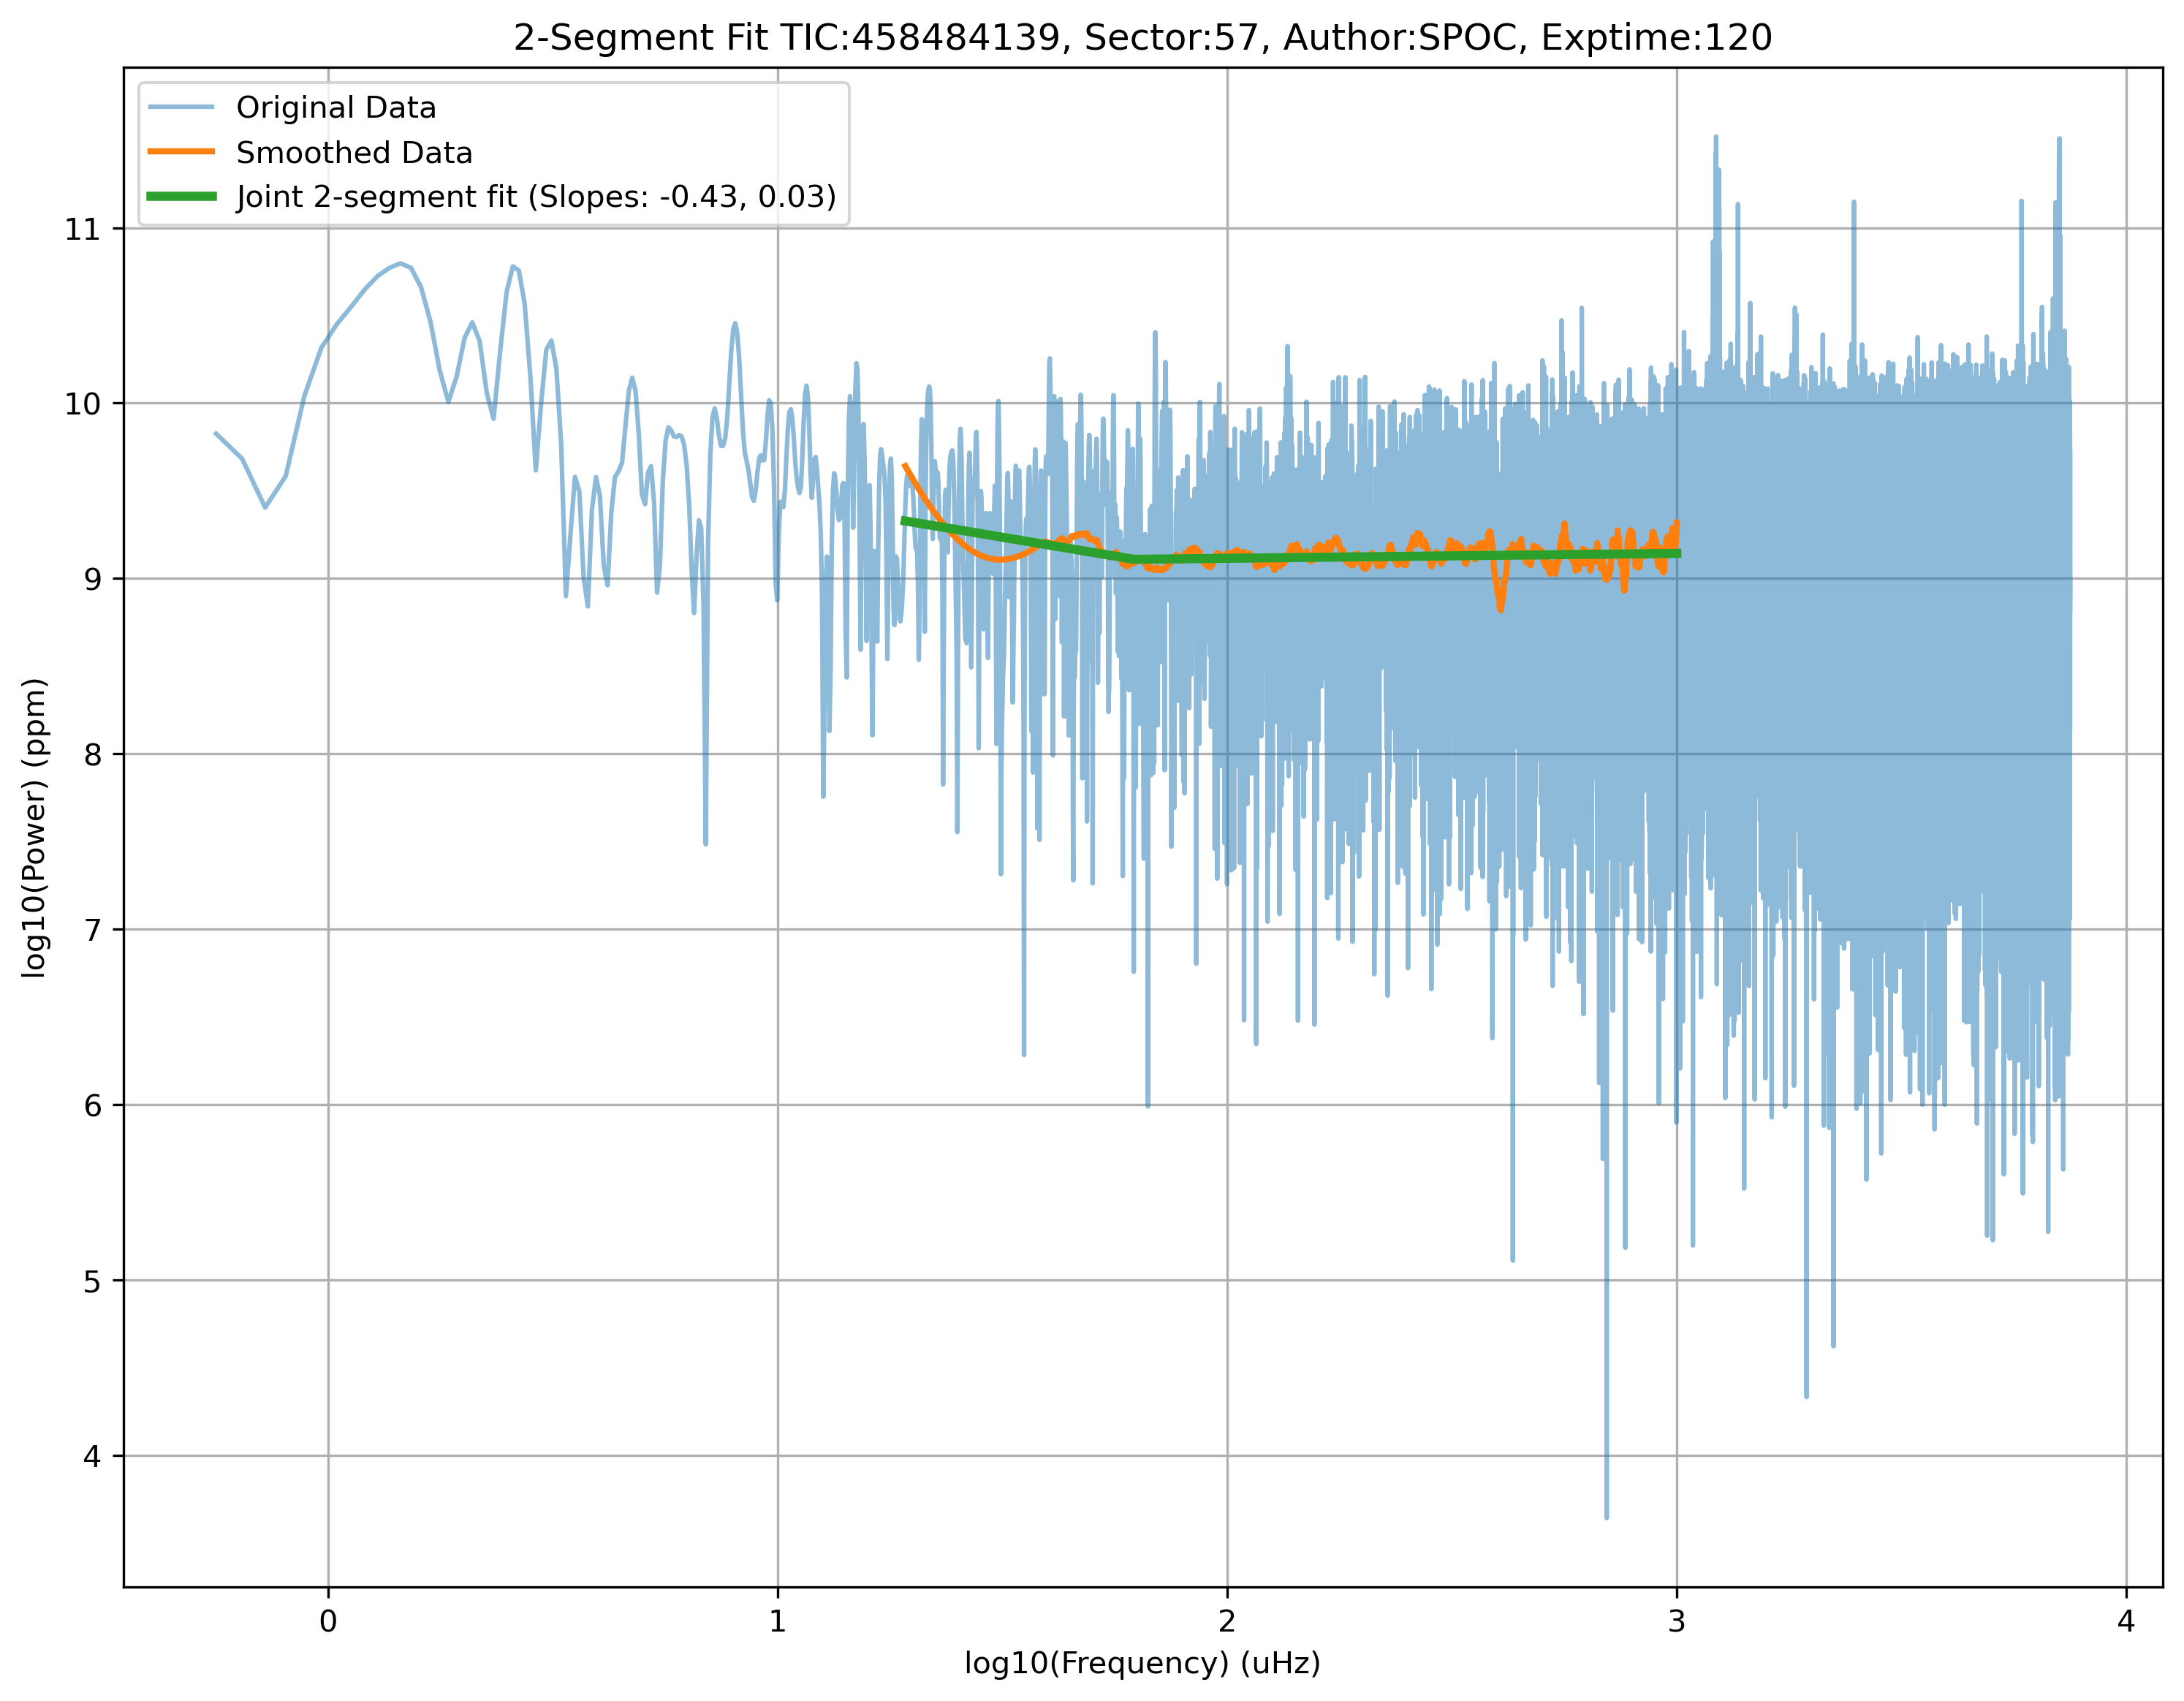 2-Segment Fit TIC:458484139, Sector:57, Author:SPOC, Exptime:120
Original Data
Smoothed Data
Joint 2-segment fit (Slopes: -0.43, 0.03)
11
10
9
8
7
6
5
4
log10(Power) (ppm)
0 1 2 3 4
log10(Frequency) (uHz)